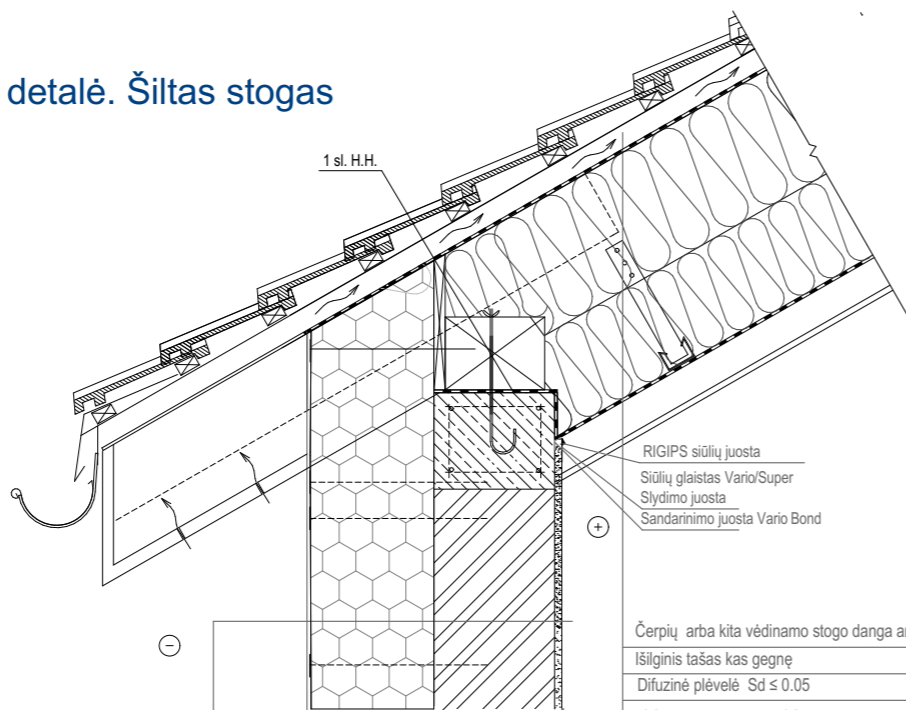 detalė. Šiltas stogas
1 sl. H.H.
RIGIPS siūlių juosta
Siūlių glaistas Vario/Super
Slydimo juosta
Sandarinimo juosta Vario Bond
+
−
Čerpių arba kita vėdinamo stogo danga
Išilginis tašas kas gegnę
Difuzinė plėvelė Sd ≤ 0.05